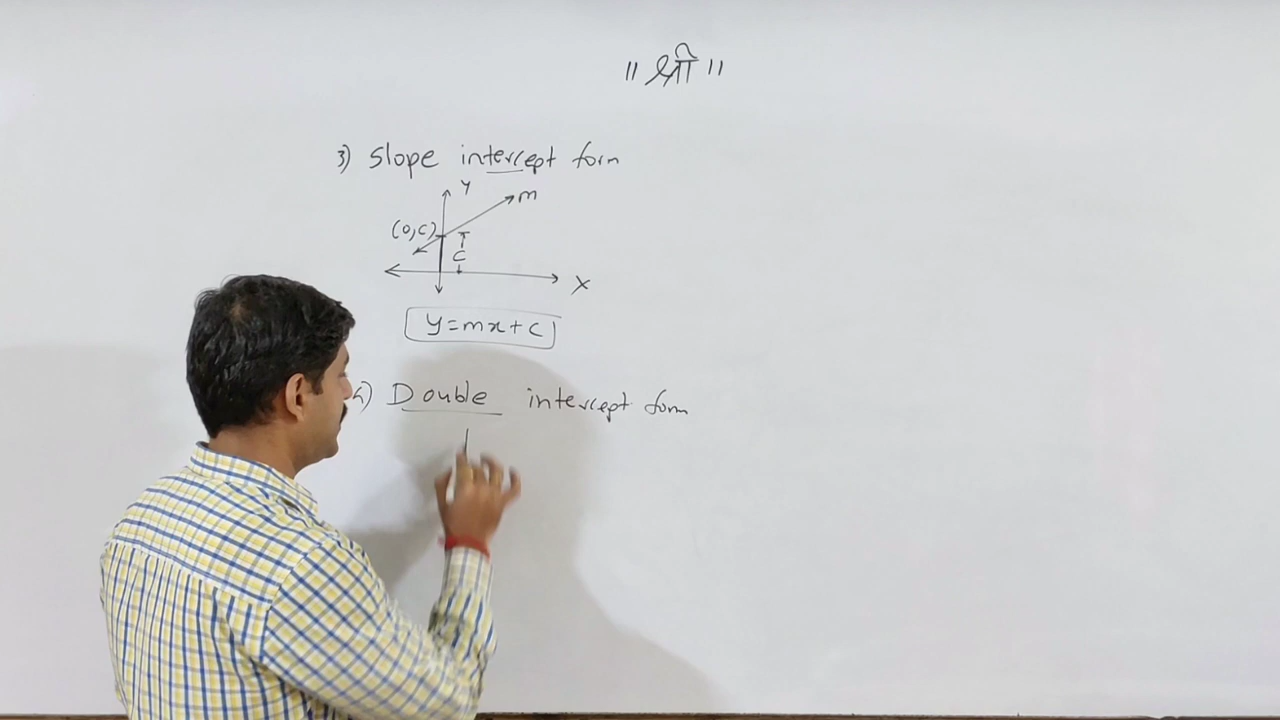 ॥ श्री ॥
3) Slope intercept form
Y
m
(0,C)
C
X
y=mx+c
4) Double intercept form